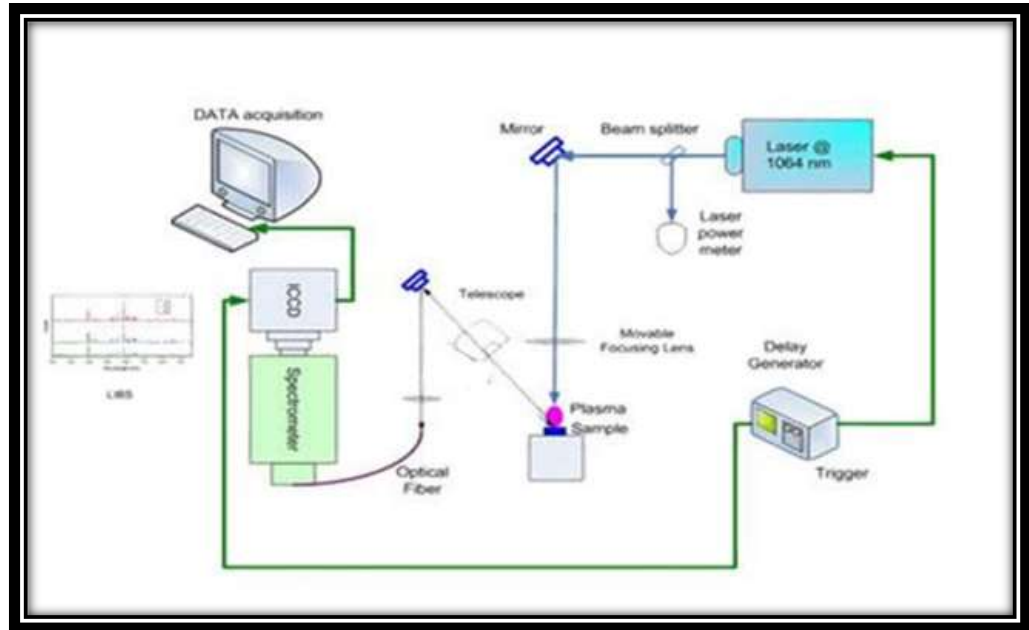 DATA acquisition
Mirror
Beam splitter
Laser @
1064 nm
Laser
power
meter
ICCD
Telescope
Movable
Focusing Lens
Delay
Generator
LIBS
Spectrometer
Plasma
Sample
Optical
Fiber
Trigger